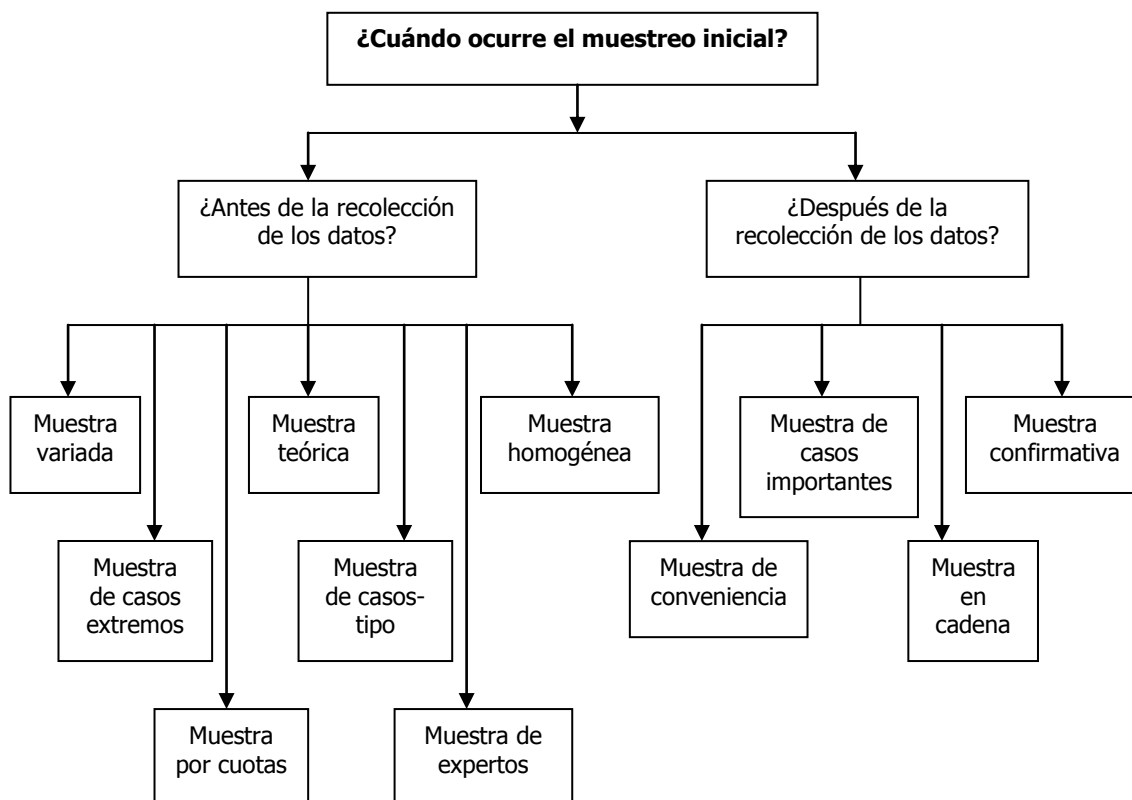 ¿Cuándo ocurre el muestreo inicial?
¿Antes de la recolección
de los datos?
¿Después de la
recolección de los datos?
Muestra
variada
Muestra
teórica
Muestra
homogénea
Muestra de
casos
importantes
Muestra
confirmativa
Muestra
de casos
extremos
Muestra
de casos-
tipo
Muestra de
conveniencia
Muestra
en
cadena
Muestra
por cuotas
Muestra de
expertos